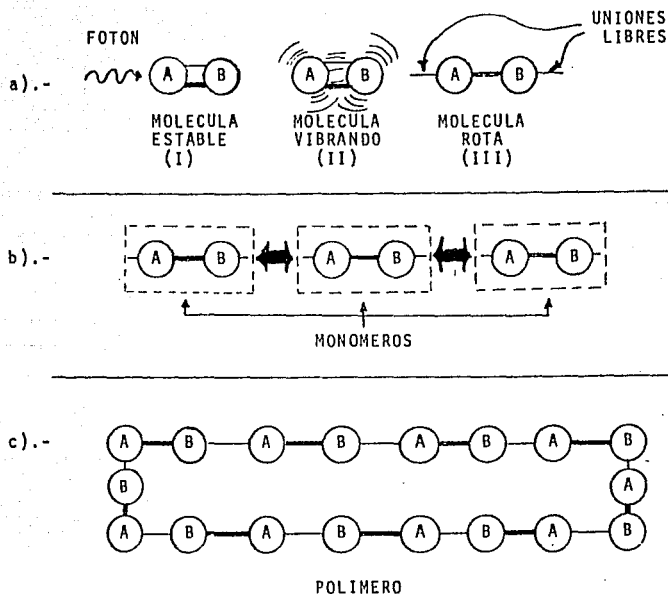 UNIONES
LIBRES
FOTON
a).-
A B
A B
A B
MOLECULA
ESTABLE
(I)
MOLECULA
VIBRANDO
(II)
MOLECULA
ROTA
(III)
b).-
A B A B A B
MONOMEROS
c).-
A B A B A B A B
B A
A B A B A B A B
POLIMERO